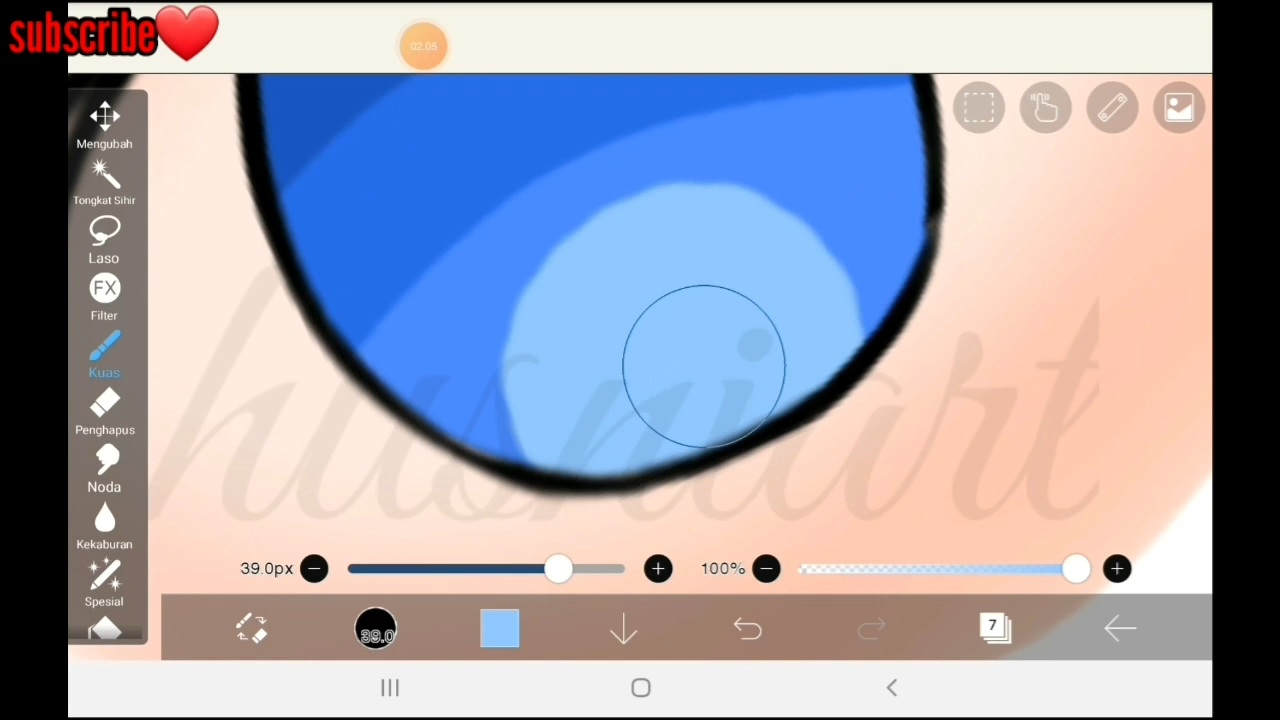 subscribe
02.05
Mengubah
Tongkat Sihir
Laso
FX
Filter
Kuas
Penghapus
Noda
Kekaburan
Spesial
husniart
39.0px
100%
39.0
7